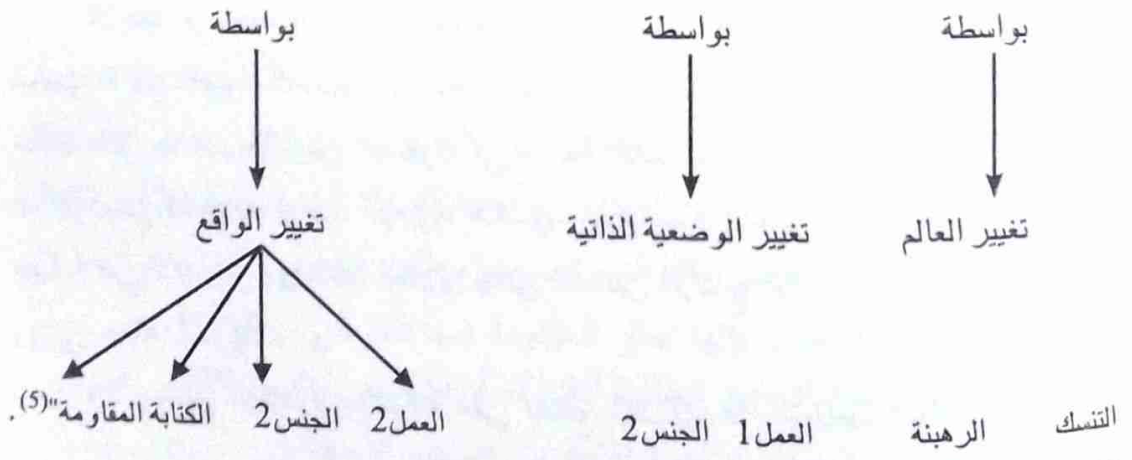 بواسطة بواسطة بواسطة
تغيير العالم تغيير الوضعية الذاتية تغيير الواقع
التنسك الرهبنة العمل1 الجنس2 العمل2 الجنس2 الكتابة المقاومة"(5).